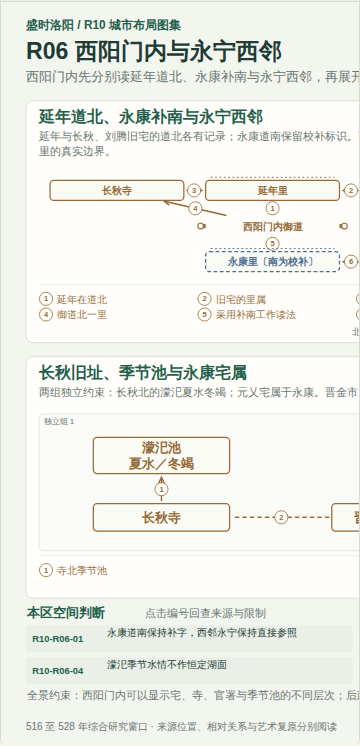 盛时洛阳 / R10 城市布局图集
R06 西阳门内与永宁西邻
西阳门内先分别读延年道北、永康补南与永宁西邻，再展开
延年道北、永康补南与永宁西邻
延年与长秋、刘腾旧宅的道北各有记录；永康道南保留校补标识。
里的真实边界。
长秋寺
3
延年里
2
4
1
西阳门内御道
5
永康里〔南为校补〕
6
1 延年在道北
2 旧宅的里属
4 御道北一里
5 采用补南工作读法
北
长秋旧址、季节池与永康宅属
两组独立约束：长秋北的濛汜夏水冬竭；元乂宅属于永康。晋金市
独立组 1
濛汜池
夏水／冬竭
1
长秋寺
2
1 寺北季节池
本区空间判断
点击编号回查来源与限制
R10-R06-01
永康道南保持补字，西邻永宁保持直接参照
R10-R06-04
濛汜季节水情不作恒定湖面
全景约束：西阳门内可以显示宅、寺、官署与季节池的不同层次；后
516 至 528 年综合研究窗口 · 来源位置、相对关系与艺术复原分别阅读